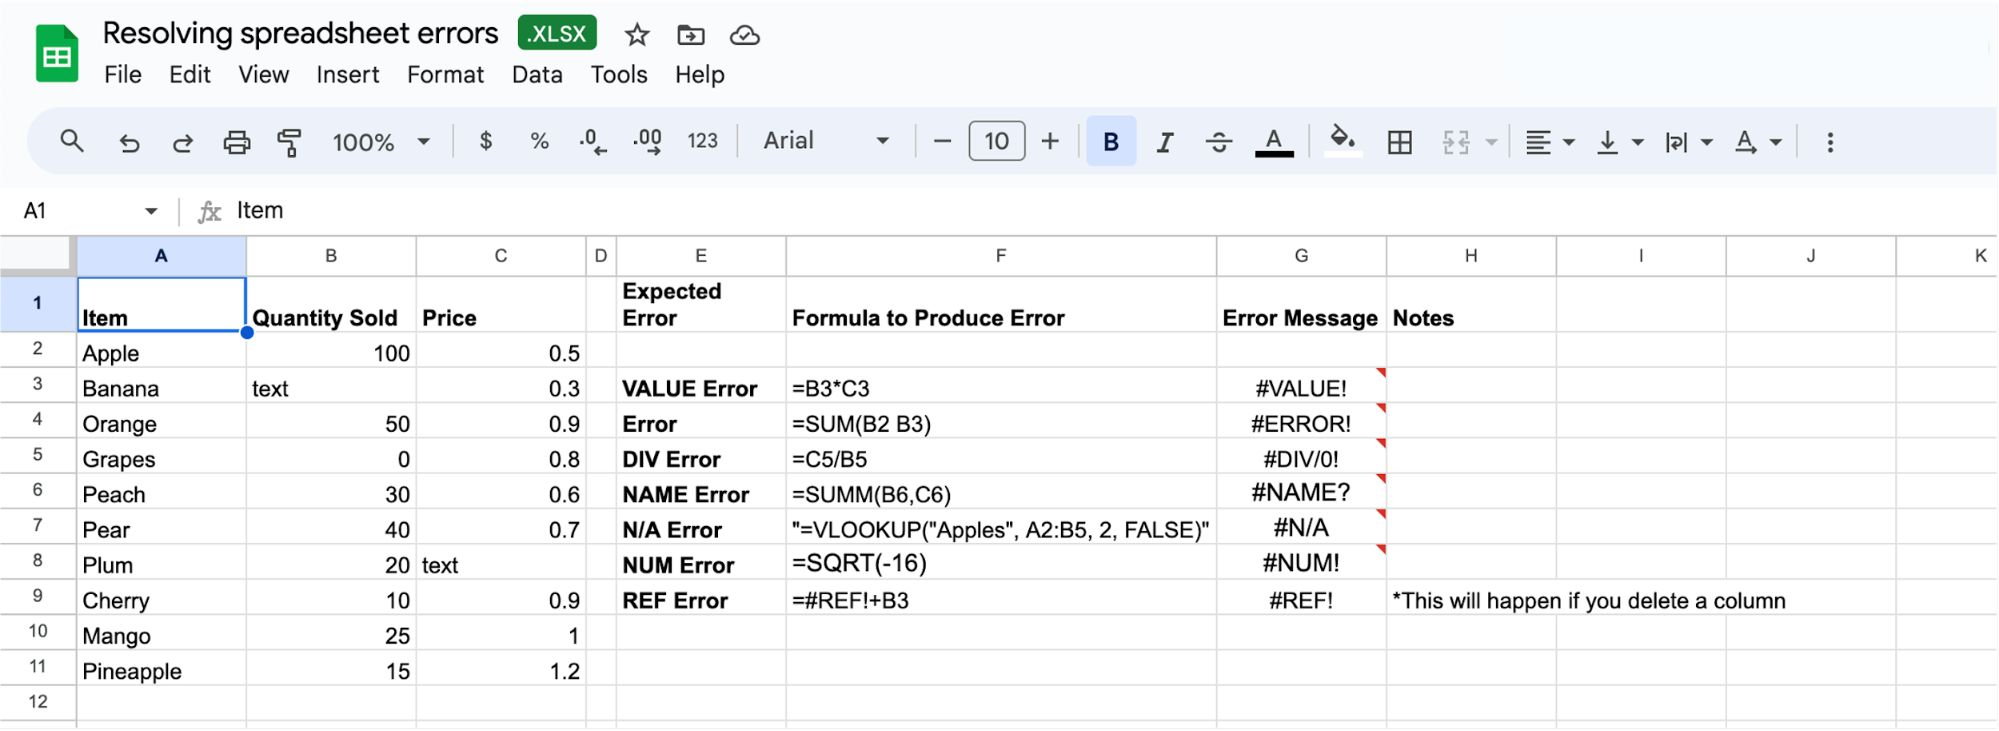 Resolving spreadsheet errors .XLSX
File Edit View Insert Format Data Tools Help
100% $ % .0 .00 123 Arial 10 B I S A A
A1 fx Item
A B C D E F G H I J K
1 Item Quantity Sold Price Expected Error Formula to Produce Error Error Message Notes
2 Apple 100 0.5
3 Banana text 0.3 VALUE Error =B3*C3 #VALUE!
4 Orange 50 0.9 Error =SUM(B2 B3) #ERROR!
5 Grapes 0 0.8 DIV Error =C5/B5 #DIV/0!
6 Peach 30 0.6 NAME Error =SUMM(B6,C6) #NAME?
7 Pear 40 0.7 N/A Error "=VLOOKUP("Apples", A2:B5, 2, FALSE)" #N/A
8 Plum 20 text NUM Error =SQRT(-16) #NUM!
9 Cherry 10 0.9 REF Error =#REF!+B3 #REF! *This will happen if you delete a column
10 Mango 25 1
11 Pineapple 15 1.2
12